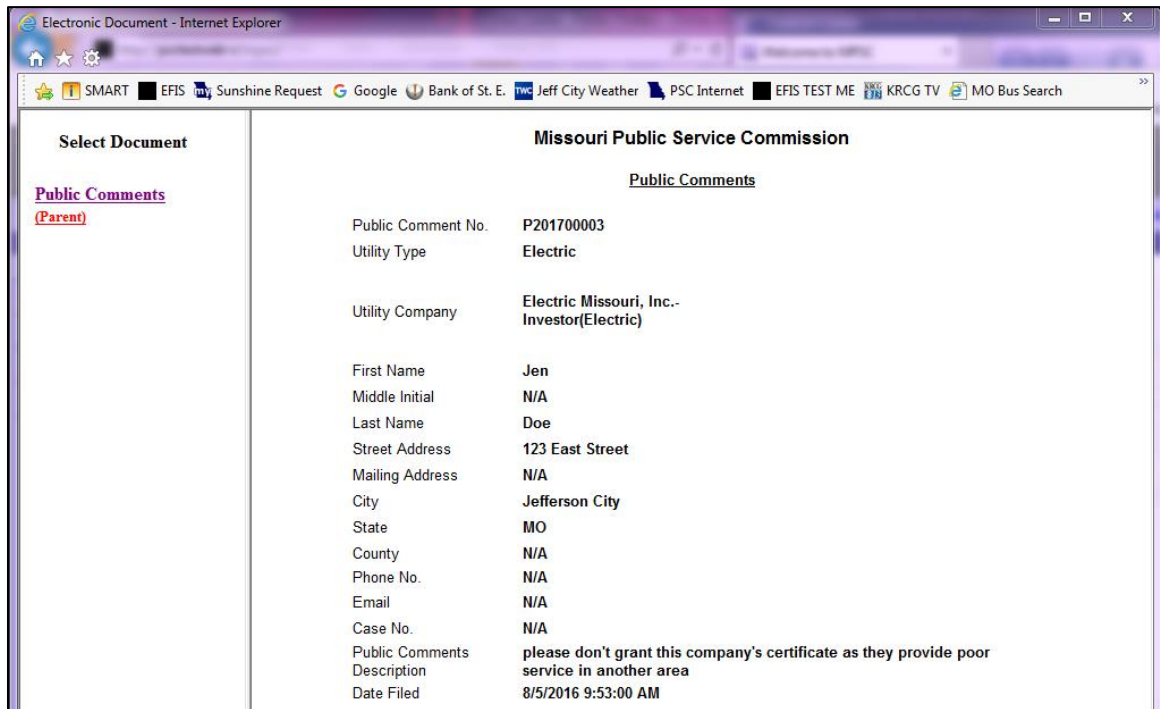 Electronic Document - Internet Explorer
SMART EFIS my Sunshine Request G Google Bank of St. E. TWC Jeff City Weather PSC Internet EFIS TEST ME KRCG TV MO Bus Search »
Select Document
Public Comments
(Parent)
Missouri Public Service Commission
Public Comments
Public Comment No. P201700003
Utility Type Electric
Utility Company Electric Missouri, Inc.-
Investor(Electric)
First Name Jen
Middle Initial N/A
Last Name Doe
Street Address 123 East Street
Mailing Address N/A
City Jefferson City
State MO
County N/A
Phone No. N/A
Email N/A
Case No. N/A
Public Comments please don't grant this company's certificate as they provide poor
Description service in another area
Date Filed 8/5/2016 9:53:00 AM